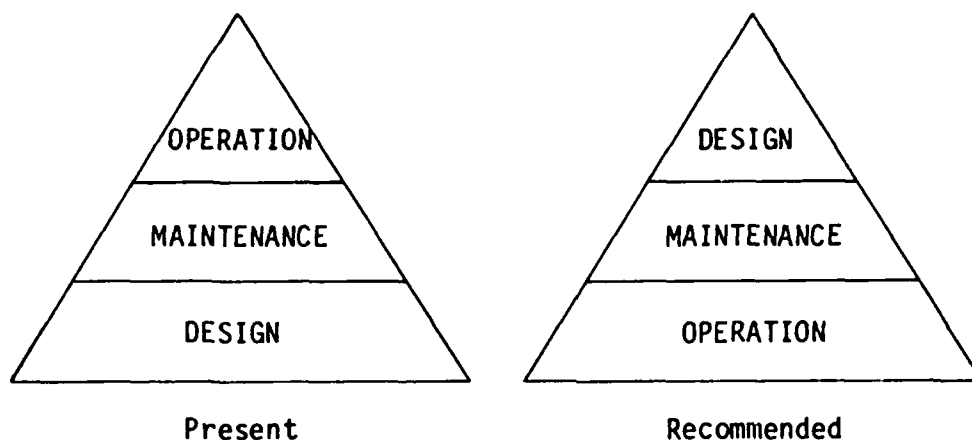 OPERATION
MAINTENANCE
DESIGN
Present
DESIGN
MAINTENANCE
OPERATION
Recommended